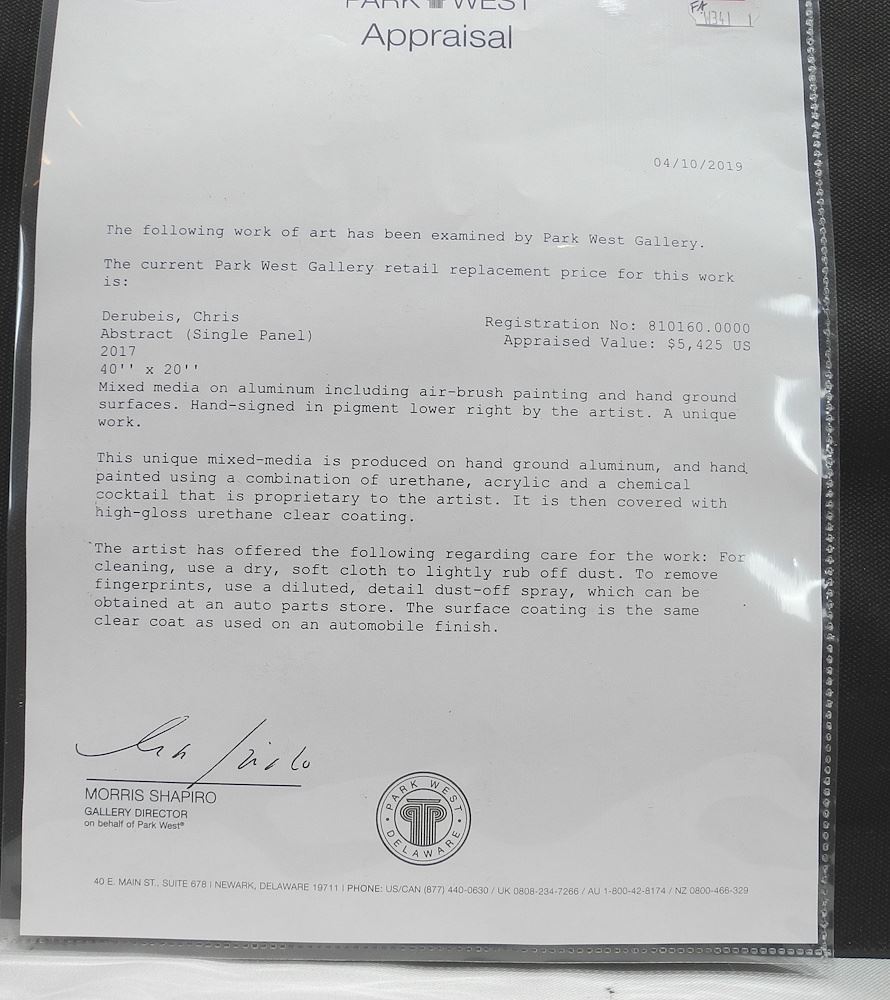 PARK WEST
Appraisal
FA
04/10/2019
The following work of art has been examined by Park West Gallery.
The current Park West Gallery retail replacement price for this work
is:
Derubeis, Chris
Registration No: 810160.0000
Abstract (Single Panel)
Appraised Value: $5,425 US
2017
40'' x 20''
Mixed media on aluminum including air-brush painting and hand ground
surfaces. Hand-signed in pigment lower right by the artist. A unique
work.
This unique mixed-media is produced on hand ground aluminum, and hand
painted using a combination of urethane, acrylic and a chemical
cocktail that is proprietary to the artist. It is then covered with
high-gloss urethane clear coating.
The artist has offered the following regarding care for the work: For
cleaning, use a dry, soft cloth to lightly rub off dust. To remove
fingerprints, use a diluted, detail dust-off spray, which can be
obtained at an auto parts store. The surface coating is the same
clear coat as used on an automobile finish.
MORRIS SHAPIRO
GALLERY DIRECTOR
on behalf of Park West®
PARK WEST
DELAWARE
40 E. MAIN ST., SUITE 678 | NEWARK, DELAWARE 19711 | PHONE: US/CAN (877) 440-0630 / UK 0808-234-7266 / AU 1-800-42-8174 / NZ 0800-466-329